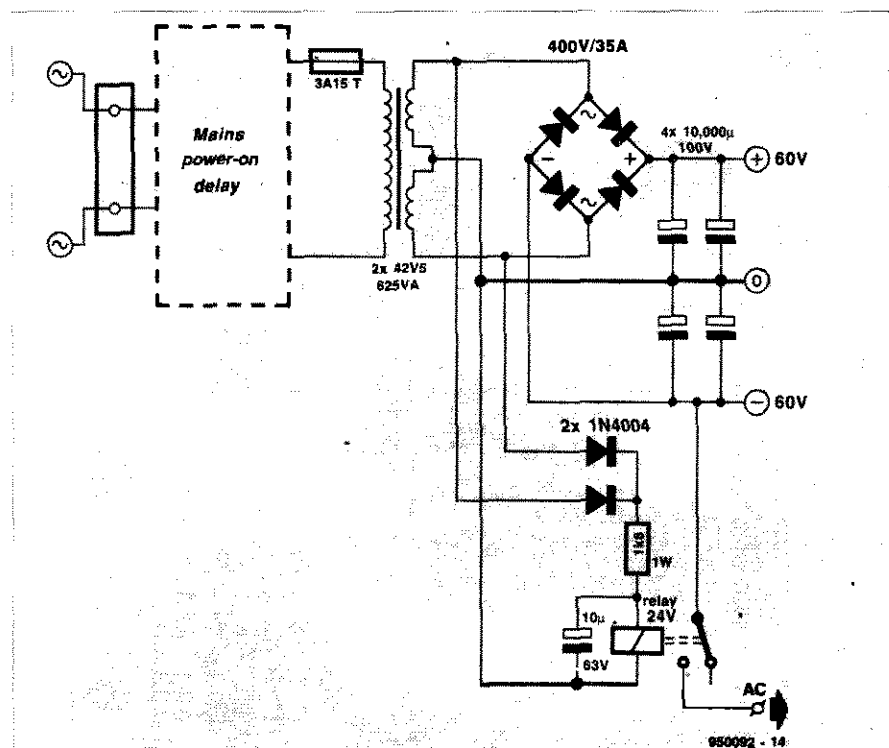 400V/35A
3A15 T
Mains
power-on
delay
4x 10,000µ
100V
+
60V
−
+
0
2x 42V5
625VA
−
60V
2x 1N4004
1k8
1W
relay
24V
10µ
63V
AC
950092 - 14